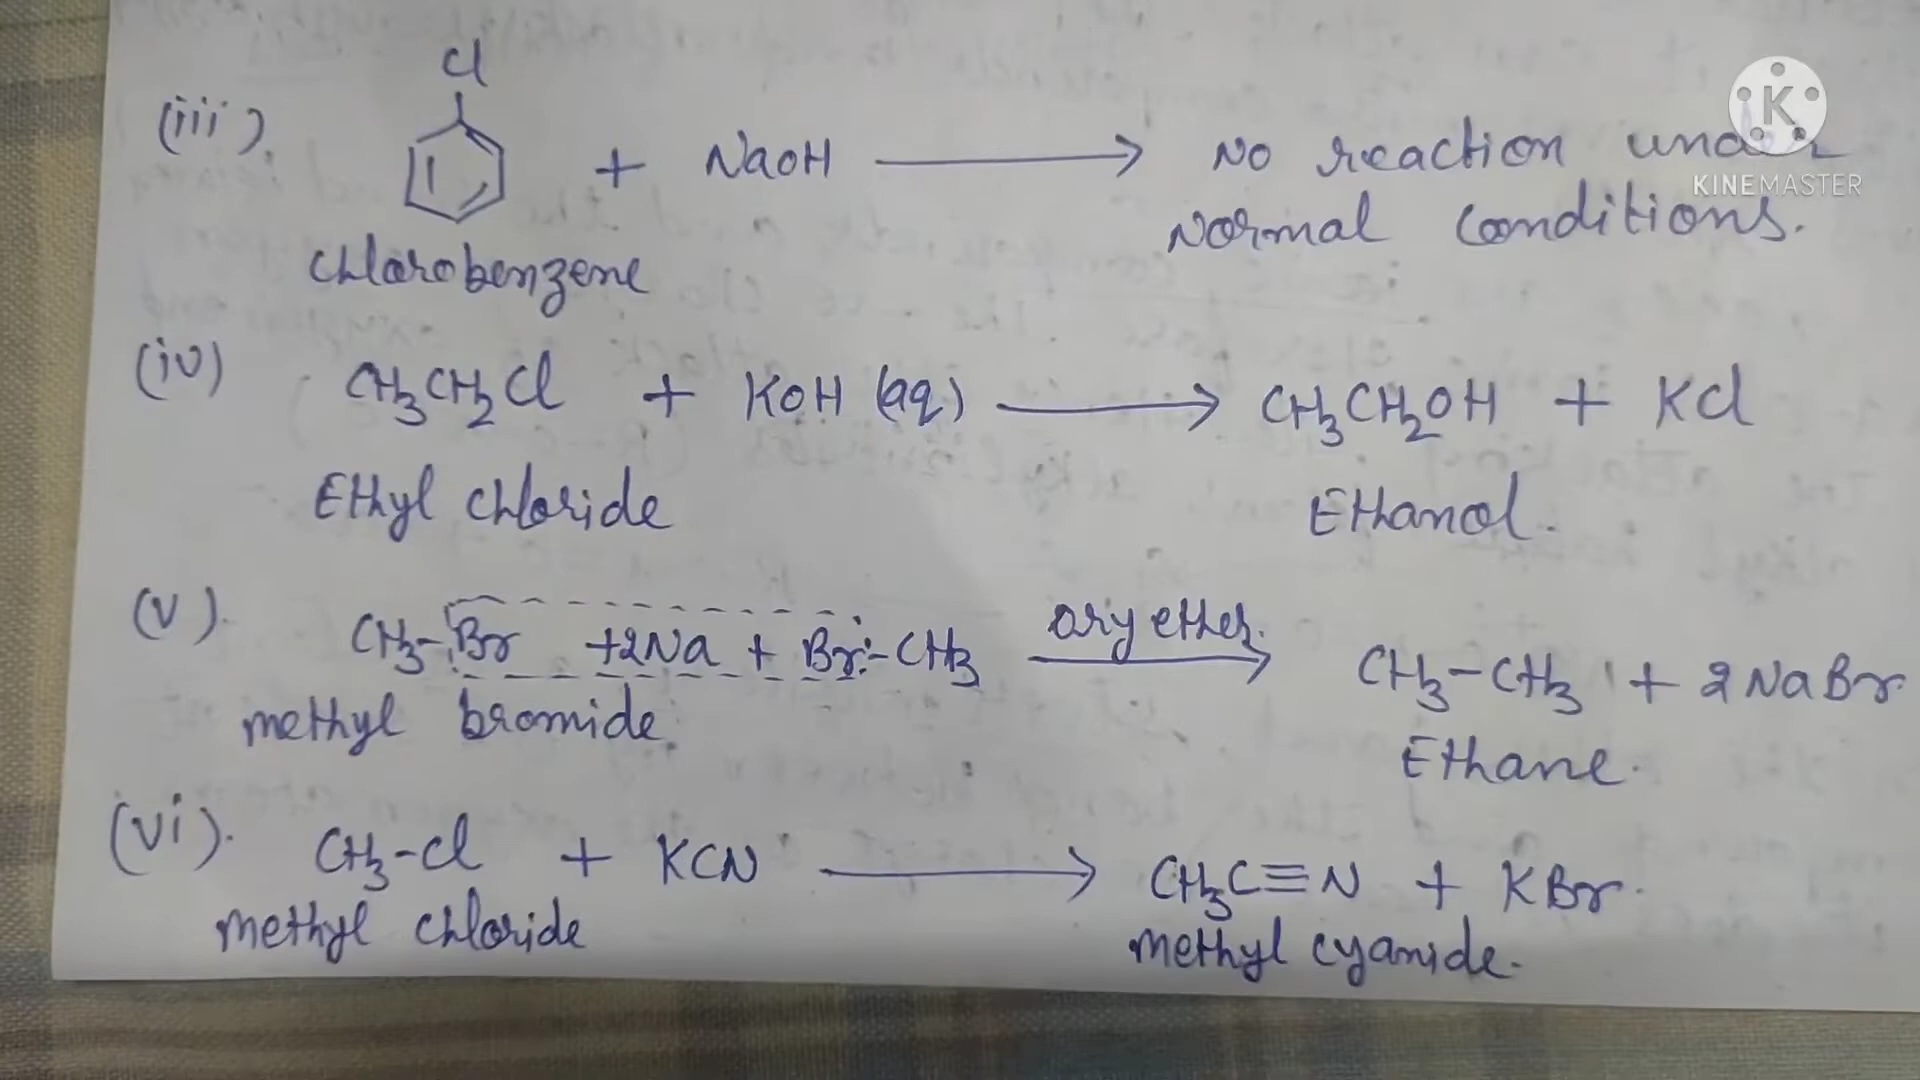 Cl
(iii). + NaOH ⟶ No reaction under
Normal conditions.
chlorobenzene
(iv) CH₃CH₂Cl + KOH (aq) ⟶ CH₃CH₂OH + KCl
Ethyl chloride Ethanol.
(v). CH₃-Br +2Na + Br-CH₃ dry ether. ⟶ CH₃-CH₃ + 2NaBr.
methyl bromide Ethane.
(vi). CH₃-Cl + KCN ⟶ CH₃C≡N + KBr.
methyl chloride methyl cyanide.
K
KINEMASTER